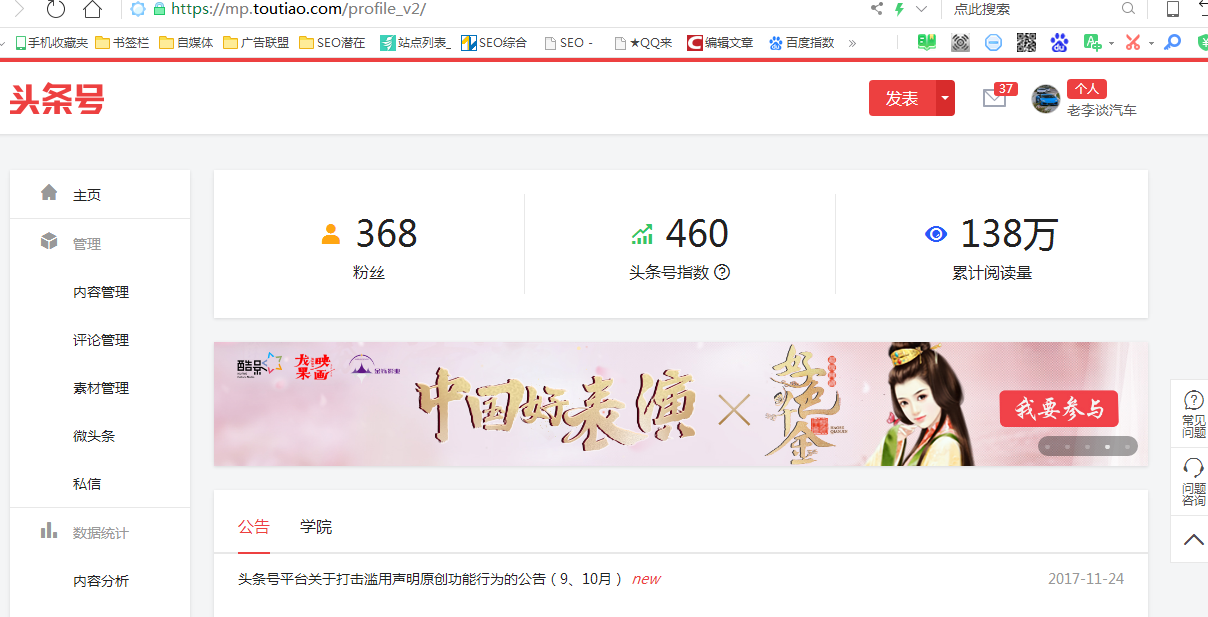 https://mp.toutiao.com/profile_v2/
点此搜索
手机收藏夹 书签栏 自媒体 广告联盟 SEO潜在 站点列表_ SEO综合 SEO - ★QQ来 编辑文章 百度指数 »
头条号
发表
37
个人
老李谈汽车
主页
管理
内容管理
评论管理
素材管理
微头条
私信
数据统计
内容分析
368
粉丝
460
头条号指数
138万
累计阅读量
酷影
龙果映画
中国好表演
我要参与
公告 学院
头条号平台关于打击滥用声明原创功能行为的公告（9、10月） new
2017-11-24
常见
问题
问题
咨询